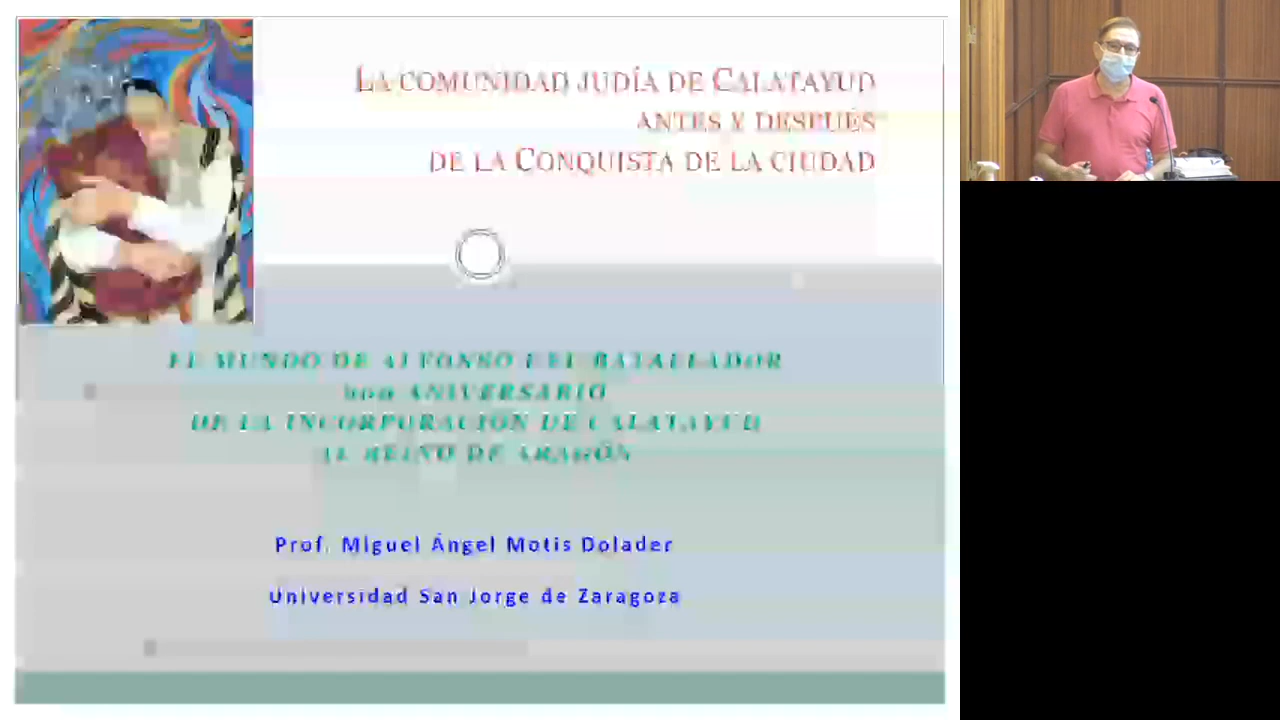 LA COMUNIDAD JUDÍA DE CALATAYUD
ANTES Y DESPUÉS
DE LA CONQUISTA DE LA CIUDAD
EL MUNDO DE ALFONSO I EL BATALLADOR
900 ANIVERSARIO
DE LA INCORPORACIÓN DE CALATAYUD
AL REINO DE ARAGÓN
Prof. Miguel Ángel Motis Dolader
Universidad San Jorge de Zaragoza